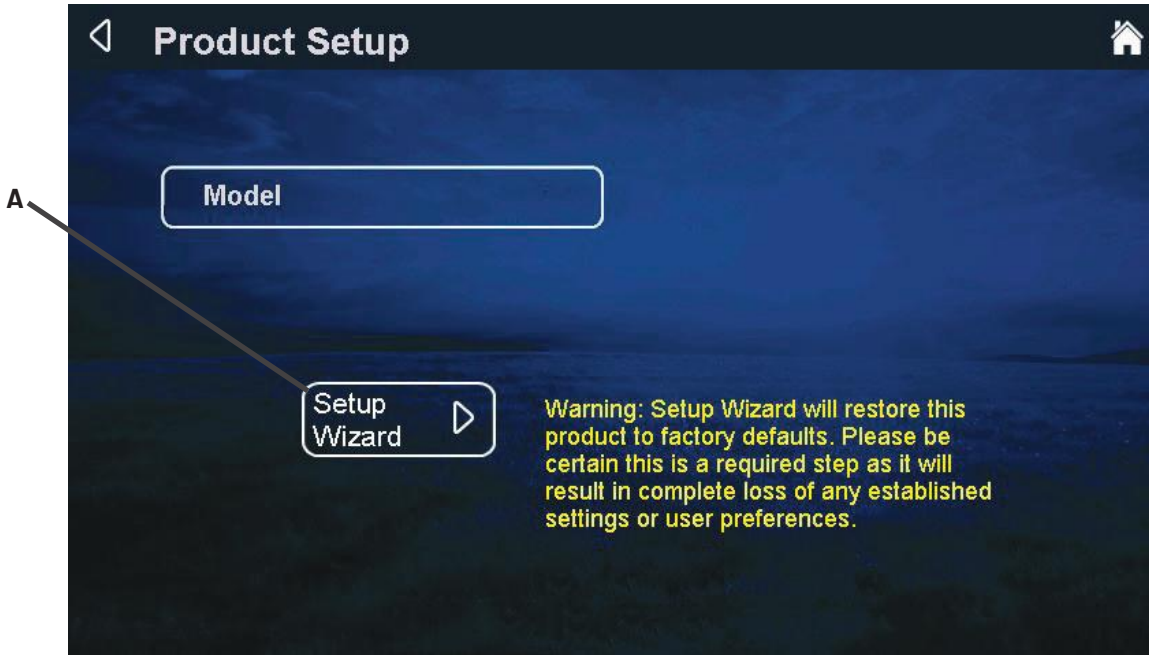 Product Setup
Model
A
Setup
Wizard
Warning: Setup Wizard will restore this
product to factory defaults. Please be
certain this is a required step as it will
result in complete loss of any established
settings or user preferences.